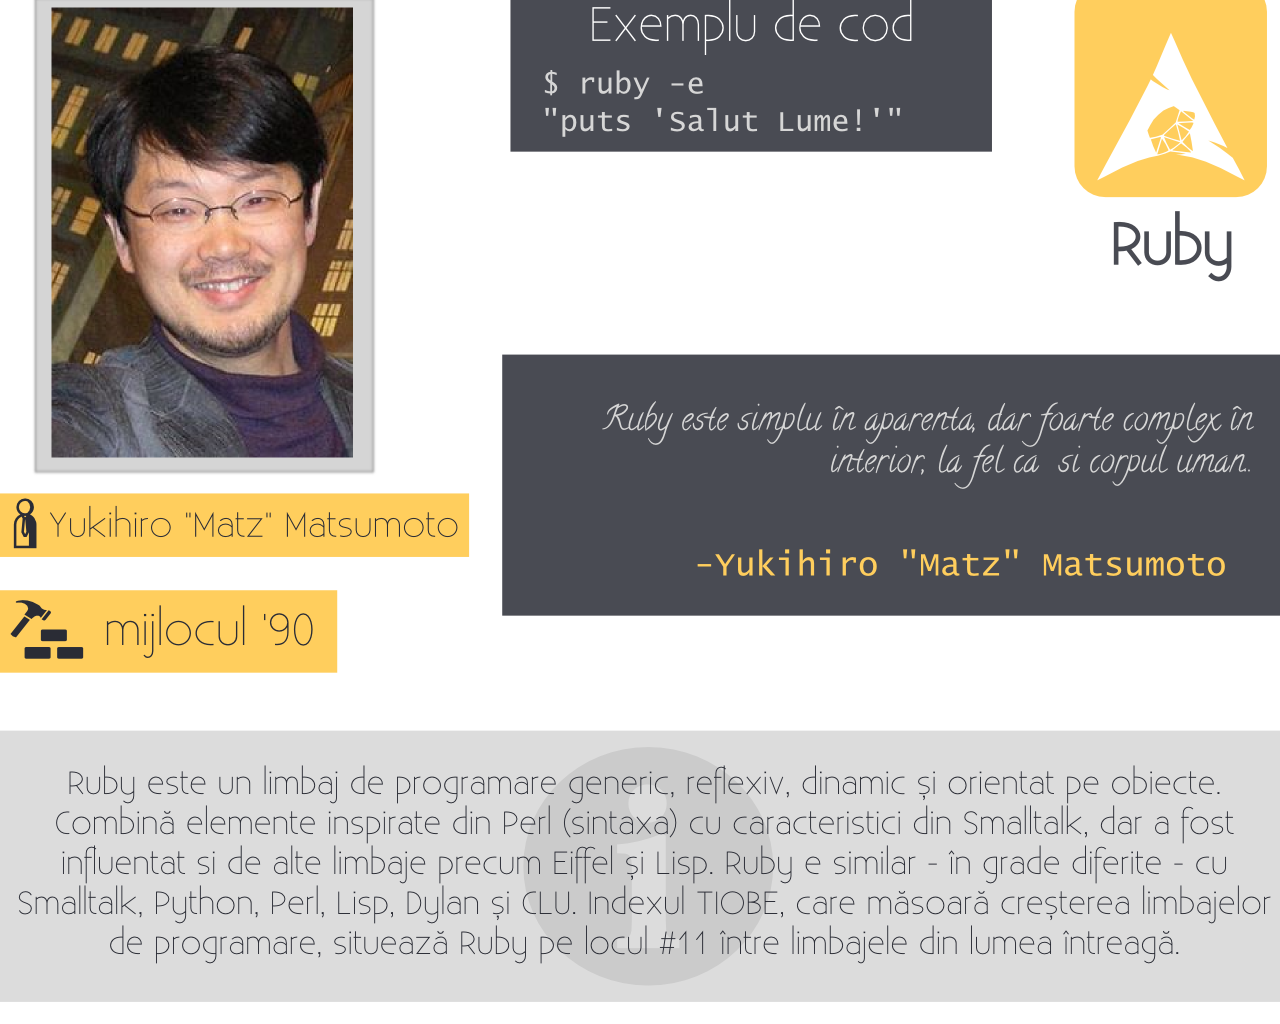 Exemplu de cod
$ ruby -e
"puts 'Salut Lume!'"
Ruby
Ruby este simplu în aparenta, dar foarte complex în
interior, la fel ca si corpul uman..
-Yukihiro "Matz" Matsumoto
Yukihiro "Matz" Matsumoto
mijlocul '90
Ruby este un limbaj de programare generic, reflexiv, dinamic și orientat pe obiecte.
Combină elemente inspirate din Perl (sintaxa) cu caracteristici din Smalltalk, dar a fost
influentat si de alte limbaje precum Eiffel și Lisp. Ruby e similar - în grade diferite - cu
Smalltalk, Python, Perl, Lisp, Dylan și CLU. Indexul TIOBE, care măsoară creșterea limbajelor
de programare, situează Ruby pe locul #11 între limbajele din lumea întreagă.